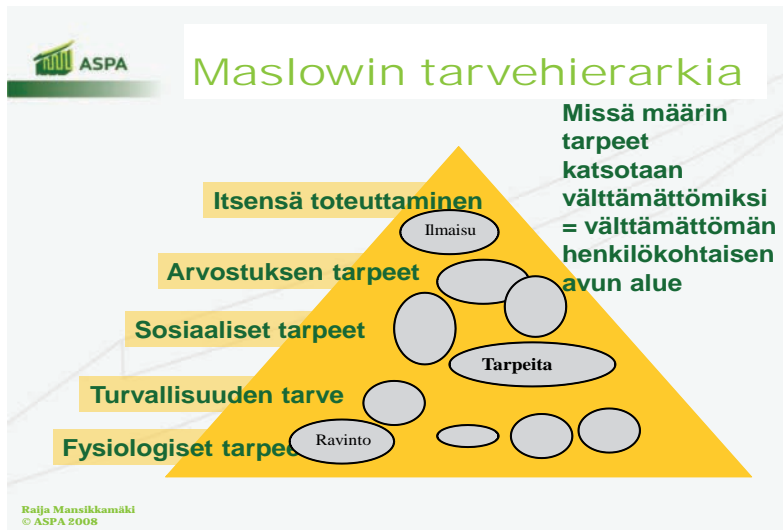 ASPA
Maslowin tarvehierarkia
Missä määrin
tarpeet
katsotaan
välttämättömiksi
= välttämättömän
henkilökohtaisen
avun alue
Itsensä toteuttaminen
Ilmaisu
Arvostuksen tarpeet
Sosiaaliset tarpeet
Tarpeita
Turvallisuuden tarve
Fysiologiset tarpee
Ravinto
Raija Mansikkamäki
© ASPA 2008